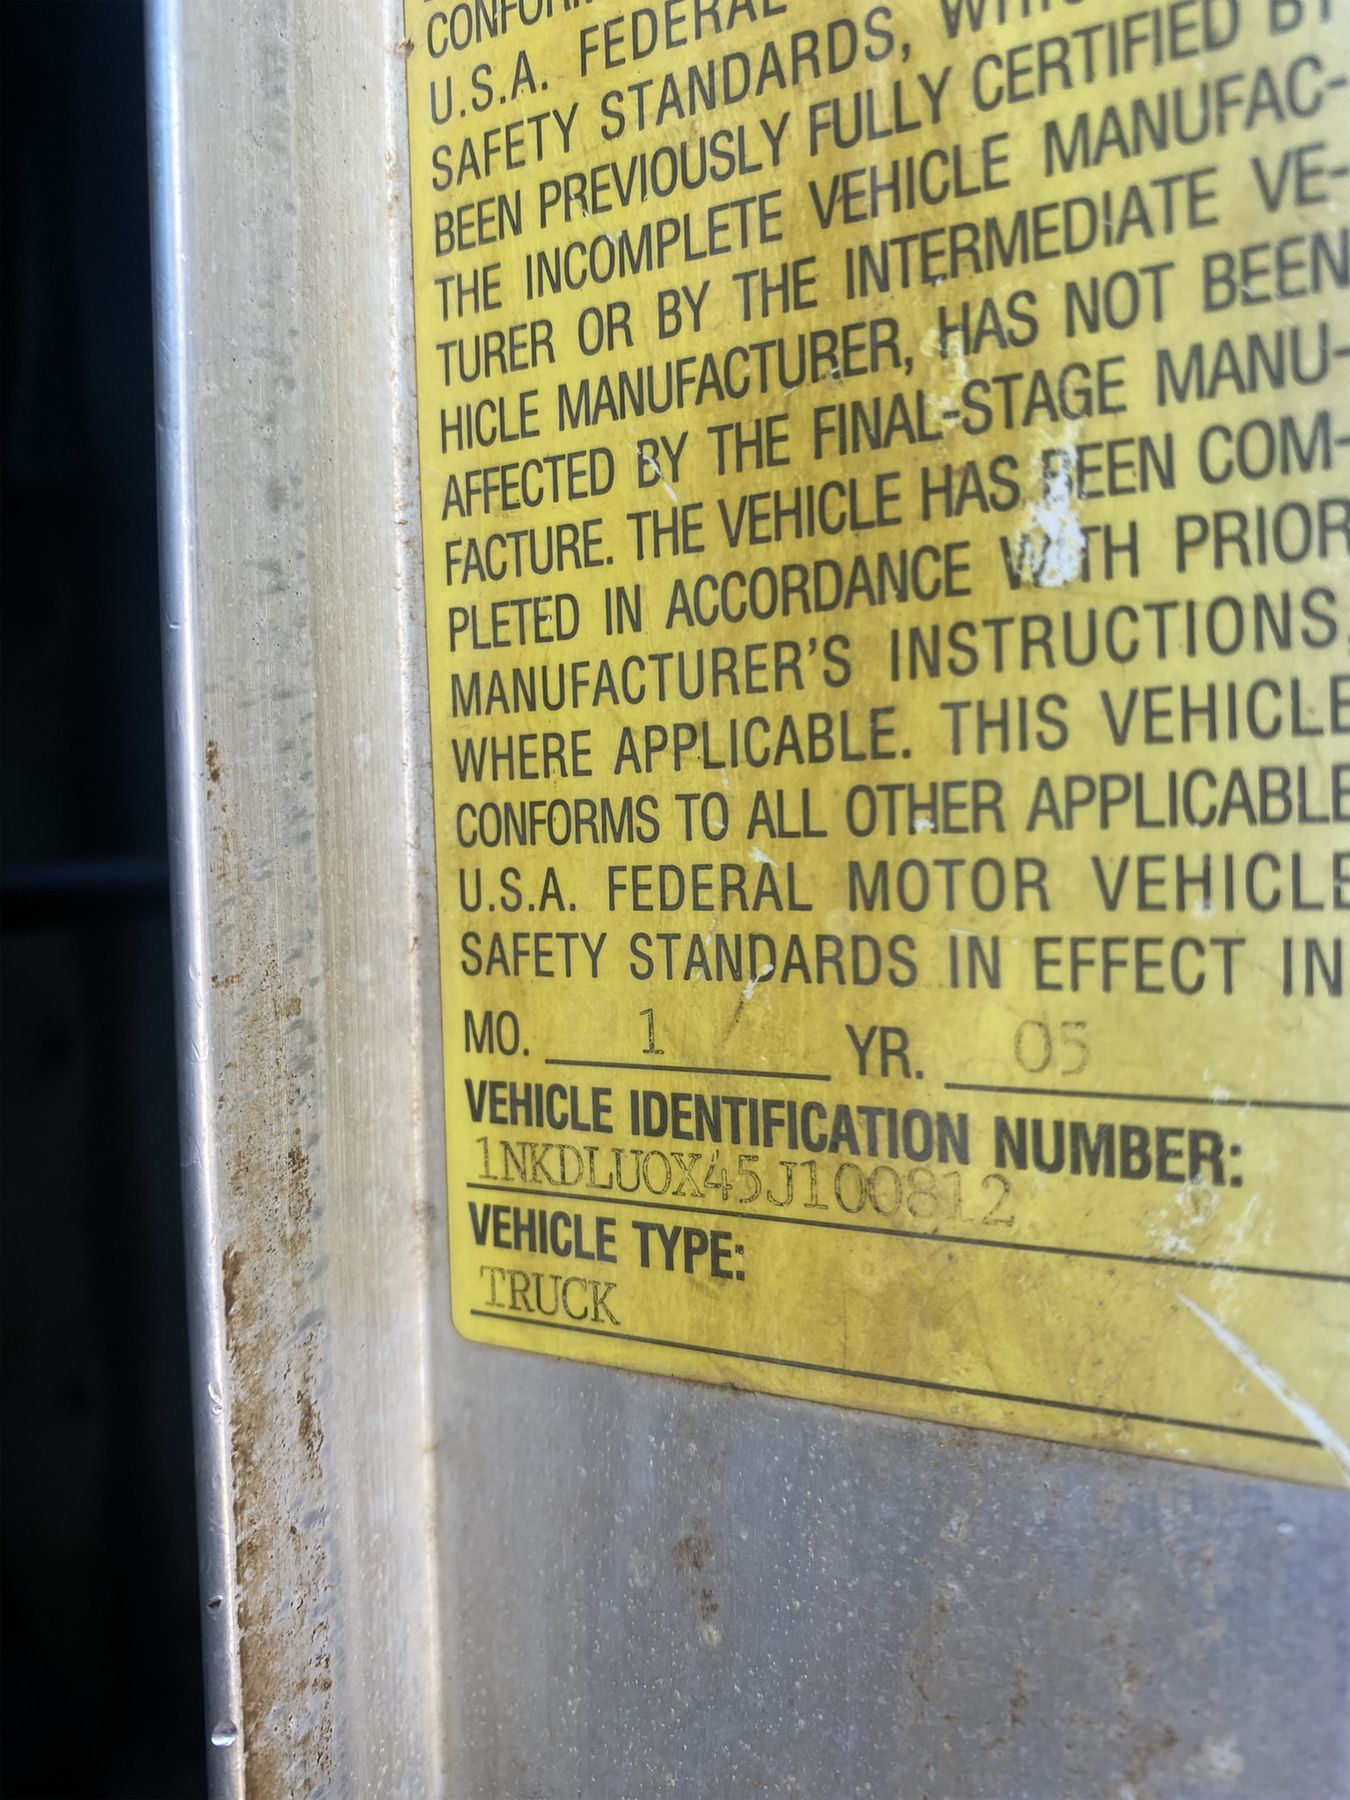 U.S.A. FEDERAL
SAFETY STANDARDS,
BEEN PREVIOUSLY FULLY CERTIFIED BY
THE INCOMPLETE VEHICLE MANUFAC-
TURER OR BY THE INTERMEDIATE VE-
HICLE MANUFACTURER, HAS NOT BEEN
AFFECTED BY THE FINAL-STAGE MANU-
FACTURE. THE VEHICLE HAS BEEN COM-
PLETED IN ACCORDANCE WITH PRIOR
MANUFACTURER'S INSTRUCTIONS,
WHERE APPLICABLE. THIS VEHICLE
CONFORMS TO ALL OTHER APPLICABLE
U.S.A. FEDERAL MOTOR VEHICLE
SAFETY STANDARDS IN EFFECT IN
MO. 1 YR. 05
VEHICLE IDENTIFICATION NUMBER:
1NKDLUOX45J100812
VEHICLE TYPE:
TRUCK